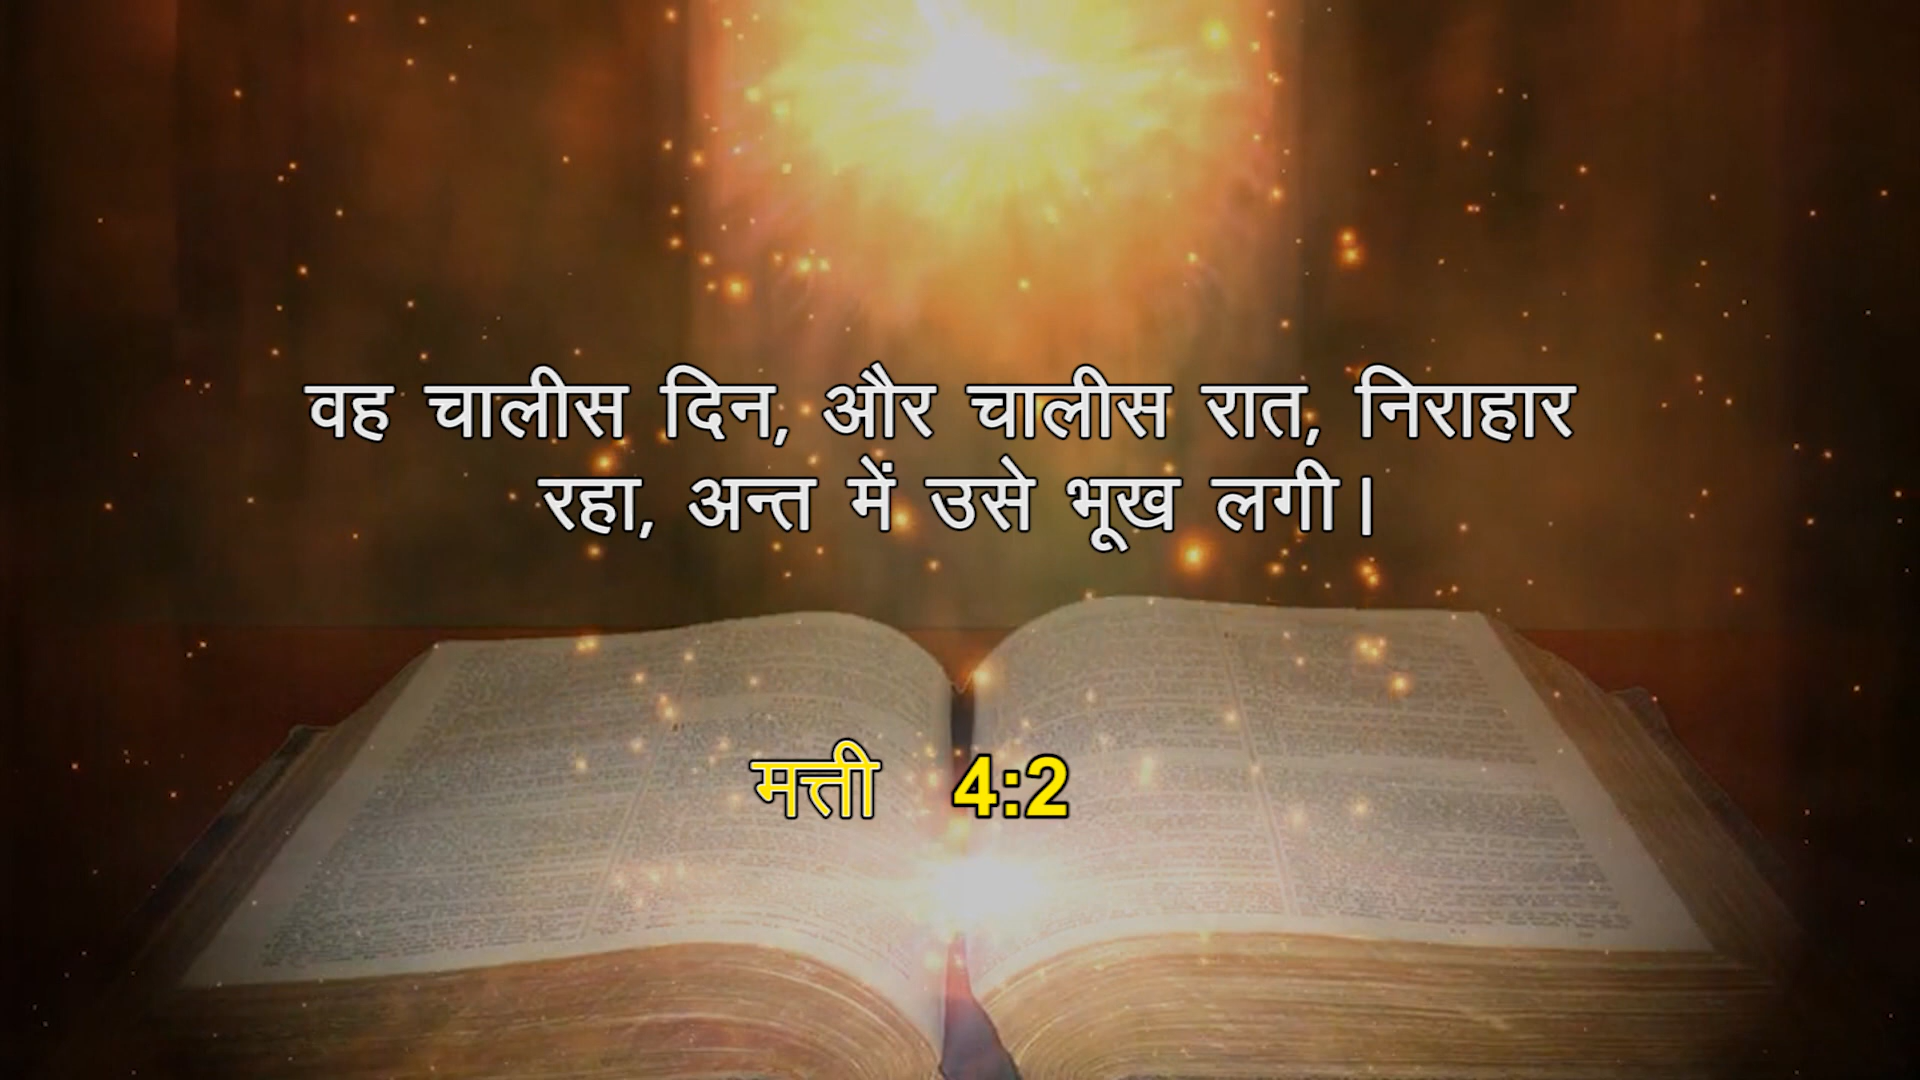 वह चालीस दिन, और चालीस रात, निराहार
रहा, अन्त में उसे भूख लगी।
मत्ती 4:2